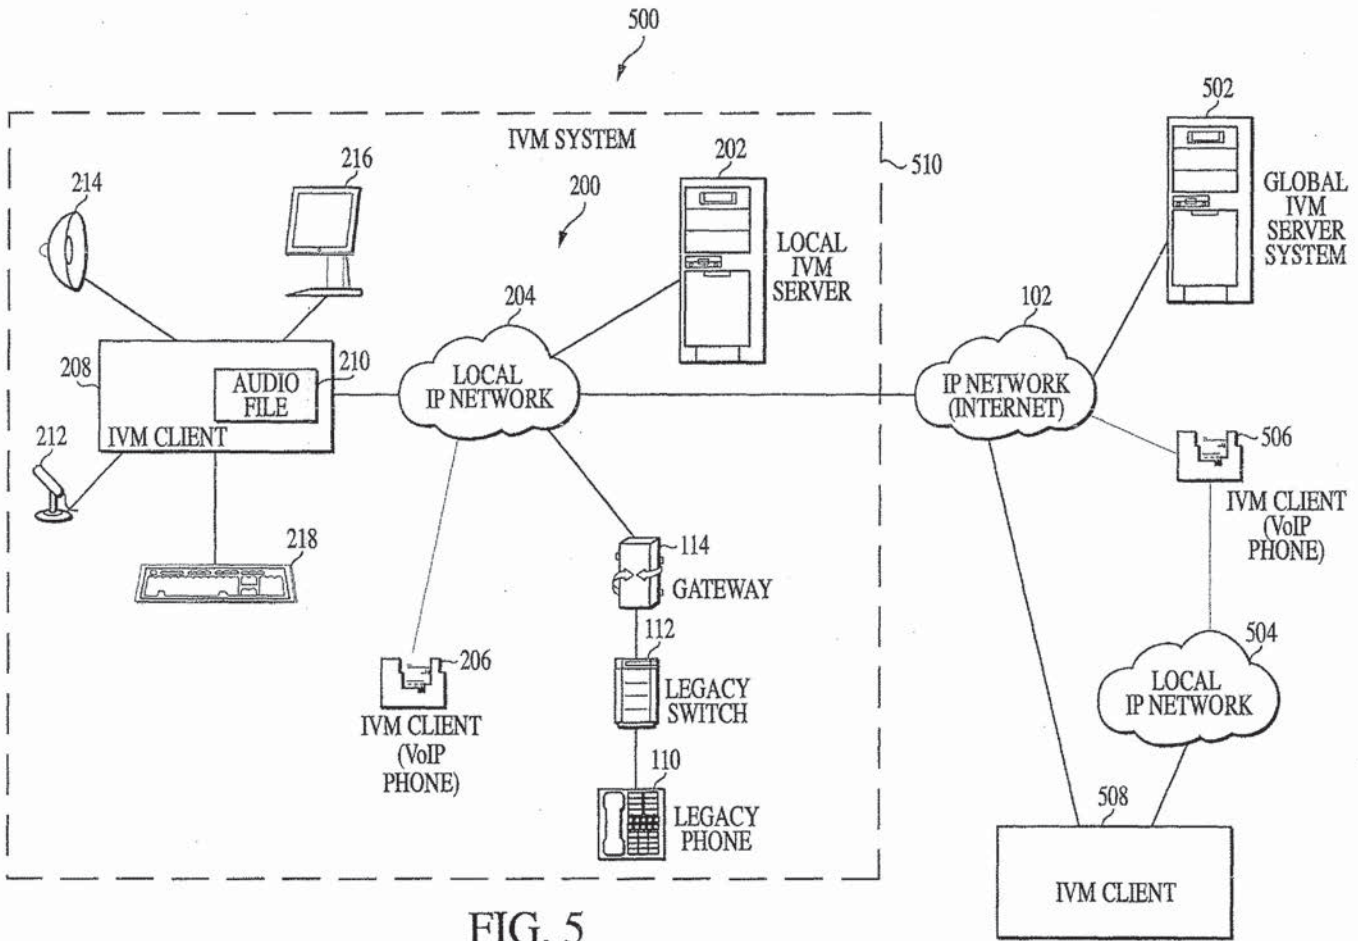 500
502
IVM SYSTEM
202
510
216
214
200
GLOBAL
IVM
SERVER
SYSTEM
LOCAL
IVM
SERVER
204
102
208
210
AUDIO
FILE
IVM CLIENT
LOCAL
IP NETWORK
IP NETWORK
(INTERNET)
212
506
IVM CLIENT
(VoIP
PHONE)
218
114
GATEWAY
112
LEGACY
SWITCH
206
IVM CLIENT
(VoIP
PHONE)
504
LOCAL
IP NETWORK
110
LEGACY
PHONE
508
IVM CLIENT
FIG. 5